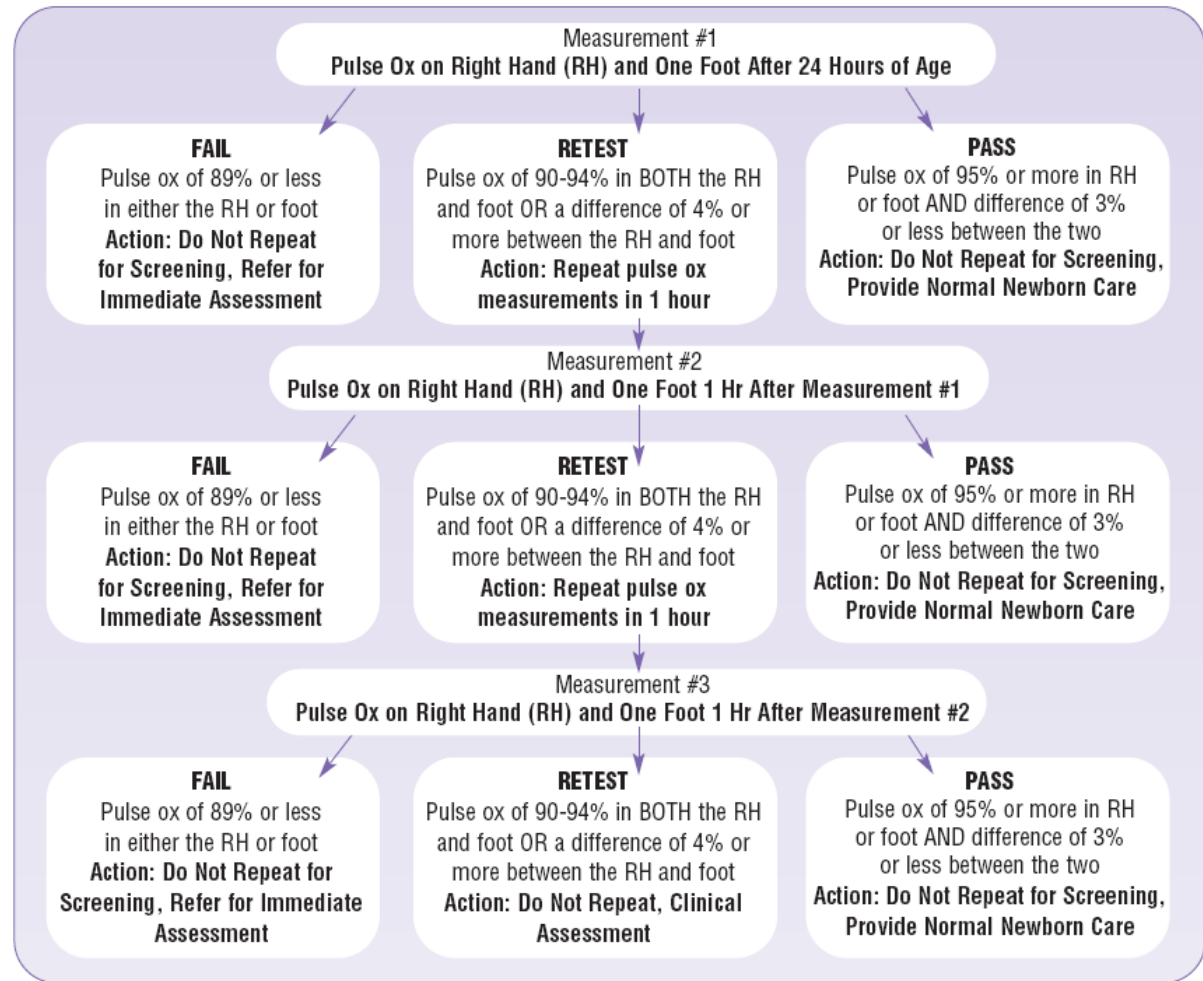 Measurement #1
Pulse Ox on Right Hand (RH) and One Foot After 24 Hours of Age
FAIL
Pulse ox of 89% or less
in either the RH or foot
Action: Do Not Repeat
for Screening, Refer for
Immediate Assessment
RETEST
Pulse ox of 90-94% in BOTH the RH
and foot OR a difference of 4% or
more between the RH and foot
Action: Repeat pulse ox
measurements in 1 hour
PASS
Pulse ox of 95% or more in RH
or foot AND difference of 3%
or less between the two
Action: Do Not Repeat for Screening,
Provide Normal Newborn Care
Measurement #2
Pulse Ox on Right Hand (RH) and One Foot 1 Hr After Measurement #1
FAIL
Pulse ox of 89% or less
in either the RH or foot
Action: Do Not Repeat
for Screening, Refer for
Immediate Assessment
RETEST
Pulse ox of 90-94% in BOTH the RH
and foot OR a difference of 4% or
more between the RH and foot
Action: Repeat pulse ox
measurements in 1 hour
PASS
Pulse ox of 95% or more in RH
or foot AND difference of 3%
or less between the two
Action: Do Not Repeat for Screening,
Provide Normal Newborn Care
Measurement #3
Pulse Ox on Right Hand (RH) and One Foot 1 Hr After Measurement #2
FAIL
Pulse ox of 89% or less
in either the RH or foot
Action: Do Not Repeat for
Screening, Refer for Immediate
Assessment
RETEST
Pulse ox of 90-94% in BOTH the RH
and foot OR a difference of 4% or
more between the RH and foot
Action: Do Not Repeat, Clinical
Assessment
PASS
Pulse ox of 95% or more in RH
or foot AND difference of 3%
or less between the two
Action: Do Not Repeat for Screening,
Provide Normal Newborn Care